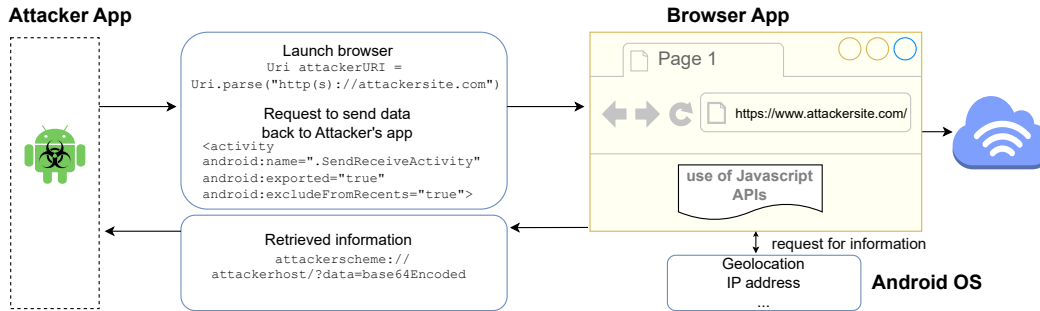 Attacker App
Browser App
Launch browser
Uri attackerURI =
Uri.parse("http(s)://attackersite.com")
Request to send data
back to Attacker's app
<activity
android:name=".SendReceiveActivity"
android:exported="true"
android:excludeFromRecents="true">
Page 1
https://www.attackersite.com/
use of Javascript
APIs
Retrieved information
attackerscheme://
attackerhost/?data=base64Encoded
request for information
Geolocation
IP address
...
Android OS